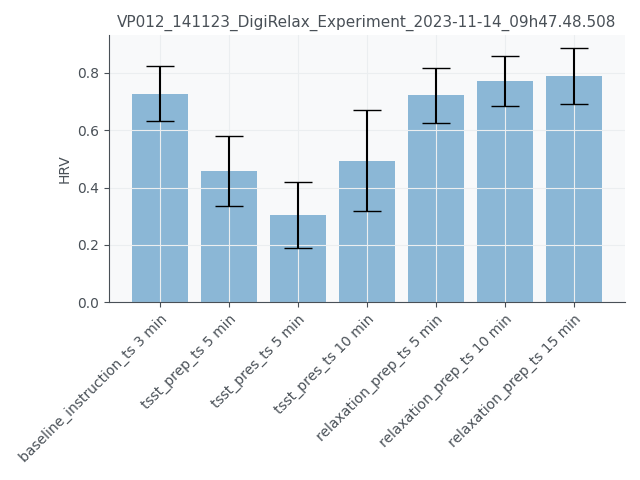 VP012_141123_DigiRelax_Experiment_2023-11-14_09h47.48.508
0.8
0.6
0.4
0.2
0.0
HRV
baseline_instruction_ts 3 min
tsst_prep_ts 5 min
tsst_pres_ts 5 min
tsst_pres_ts 10 min
relaxation_prep_ts 5 min
relaxation_prep_ts 10 min
relaxation_prep_ts 15 min